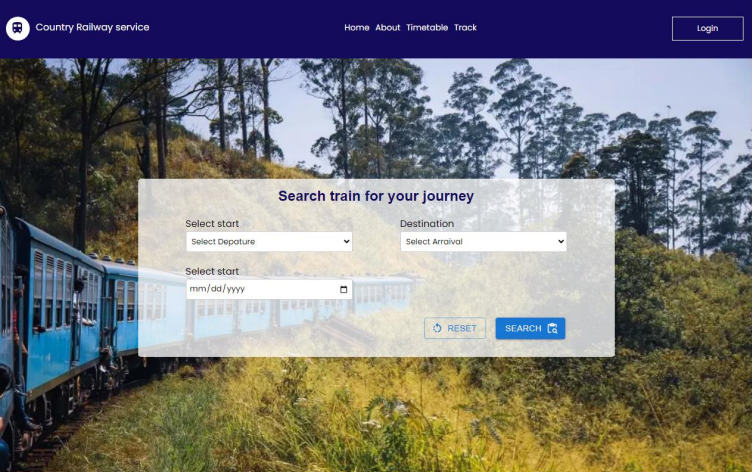 Country Railway service
Home About Timetable Track
Login
Search train for your journey
Select start
Destination
Select Depature
Select Arraival
Select start
mm/dd/yyyy
RESET
SEARCH